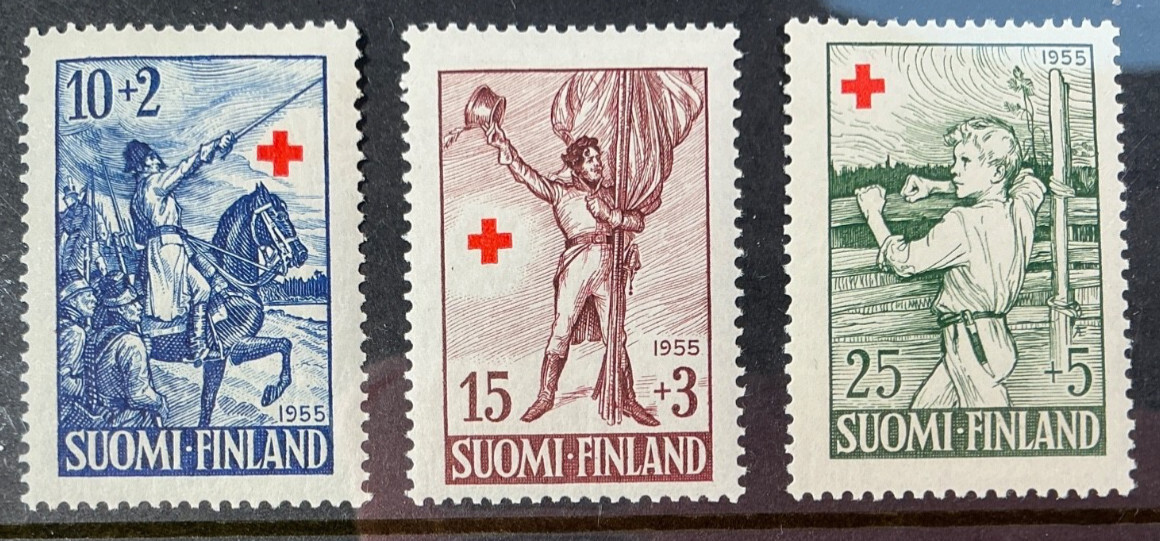 10+2
1955
SUOMI·FINLAND
1955
15 +3
SUOMI·FINLAND
1955
25 +5
SUOMI·FINLAND